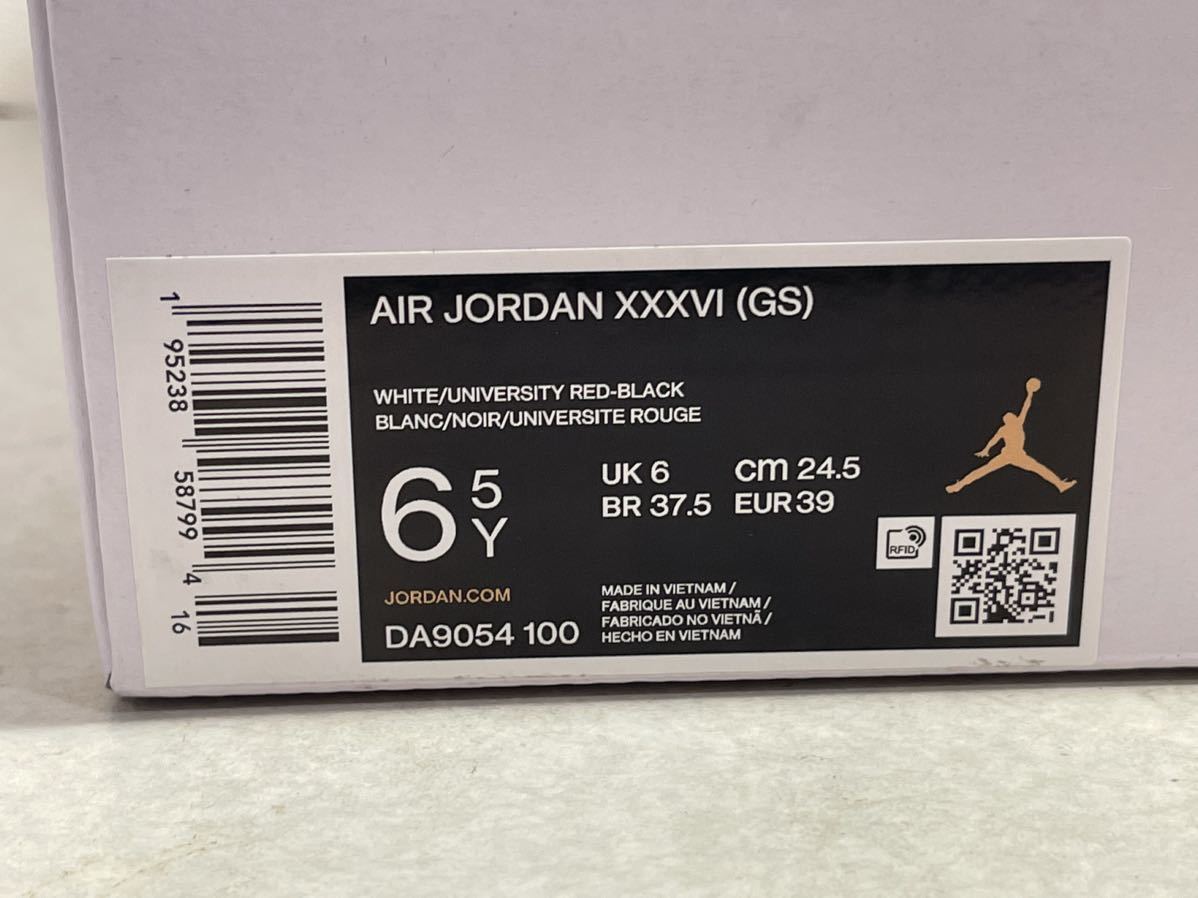 1 95238 58799 4 16
AIR JORDAN XXXVI (GS)
WHITE/UNIVERSITY RED-BLACK
BLANC/NOIR/UNIVERSITE ROUGE
6 5Y
UK 6 cm 24.5
BR 37.5 EUR 39
RFID
JORDAN.COM
DA9054 100
MADE IN VIETNAM /
FABRIQUE AU VIETNAM /
FABRICADO NO VIETNÃ /
HECHO EN VIETNAM